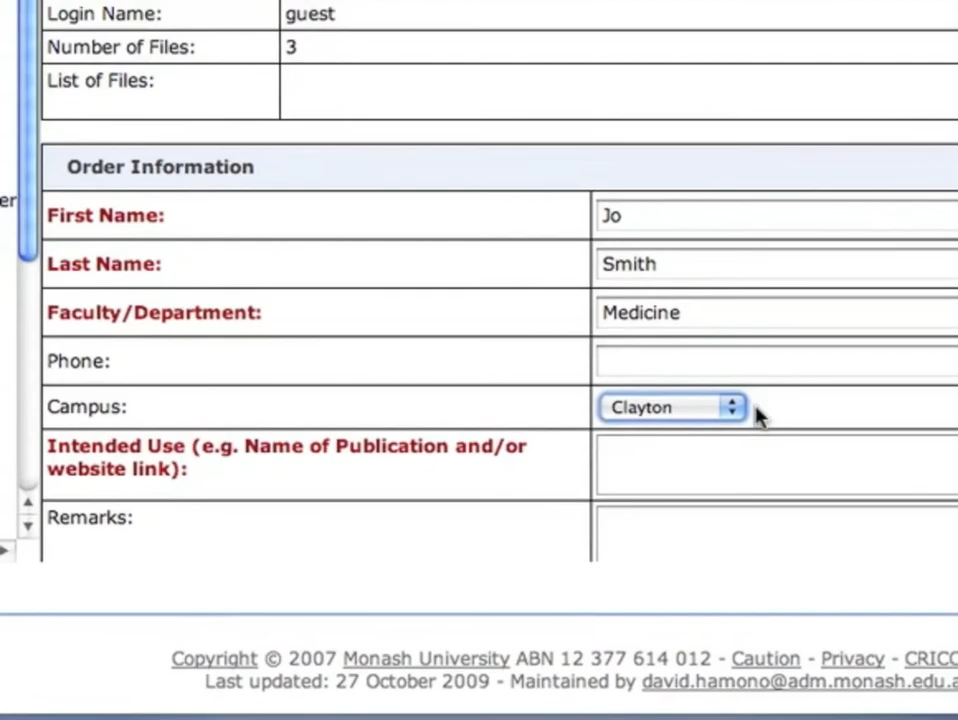 Login Name: guest
Number of Files: 3
List of Files:
Order Information
er
First Name: Jo
Last Name: Smith
Faculty/Department: Medicine
Phone:
Campus: Clayton
Intended Use (e.g. Name of Publication and/or
website link):
Remarks:
Copyright © 2007 Monash University ABN 12 377 614 012 - Caution - Privacy - CRICO
Last updated: 27 October 2009 - Maintained by david.hamono@adm.monash.edu.a